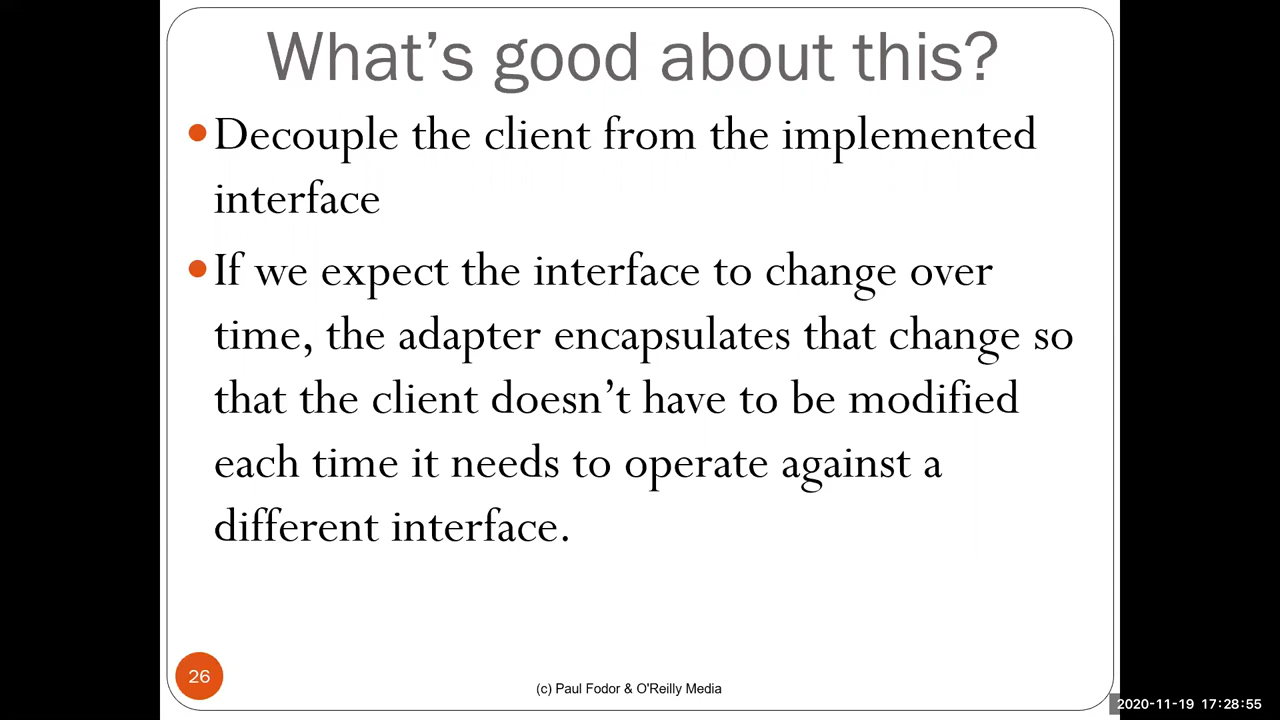 What’s good about this?
Decouple the client from the implemented
interface
If we expect the interface to change over
time, the adapter encapsulates that change so
that the client doesn’t have to be modified
each time it needs to operate against a
different interface.
26
(c) Paul Fodor & O'Reilly Media
2020-11-19 17:28:55